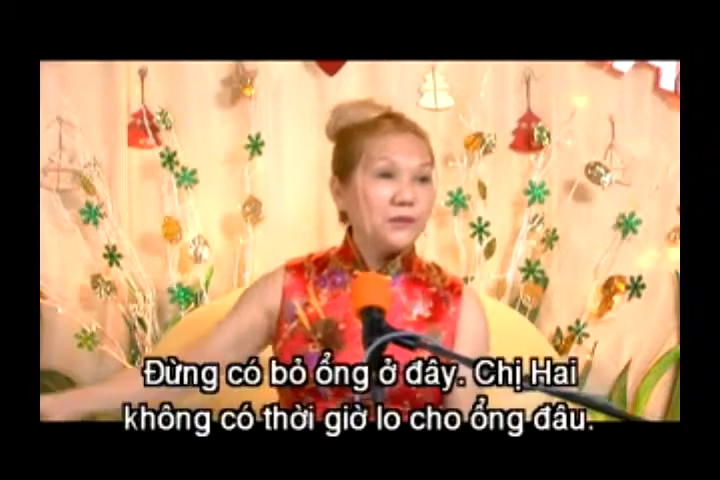 Đừng có bỏ ổng ở đây. Chị Hai
không có thời giờ lo cho ổng đâu.